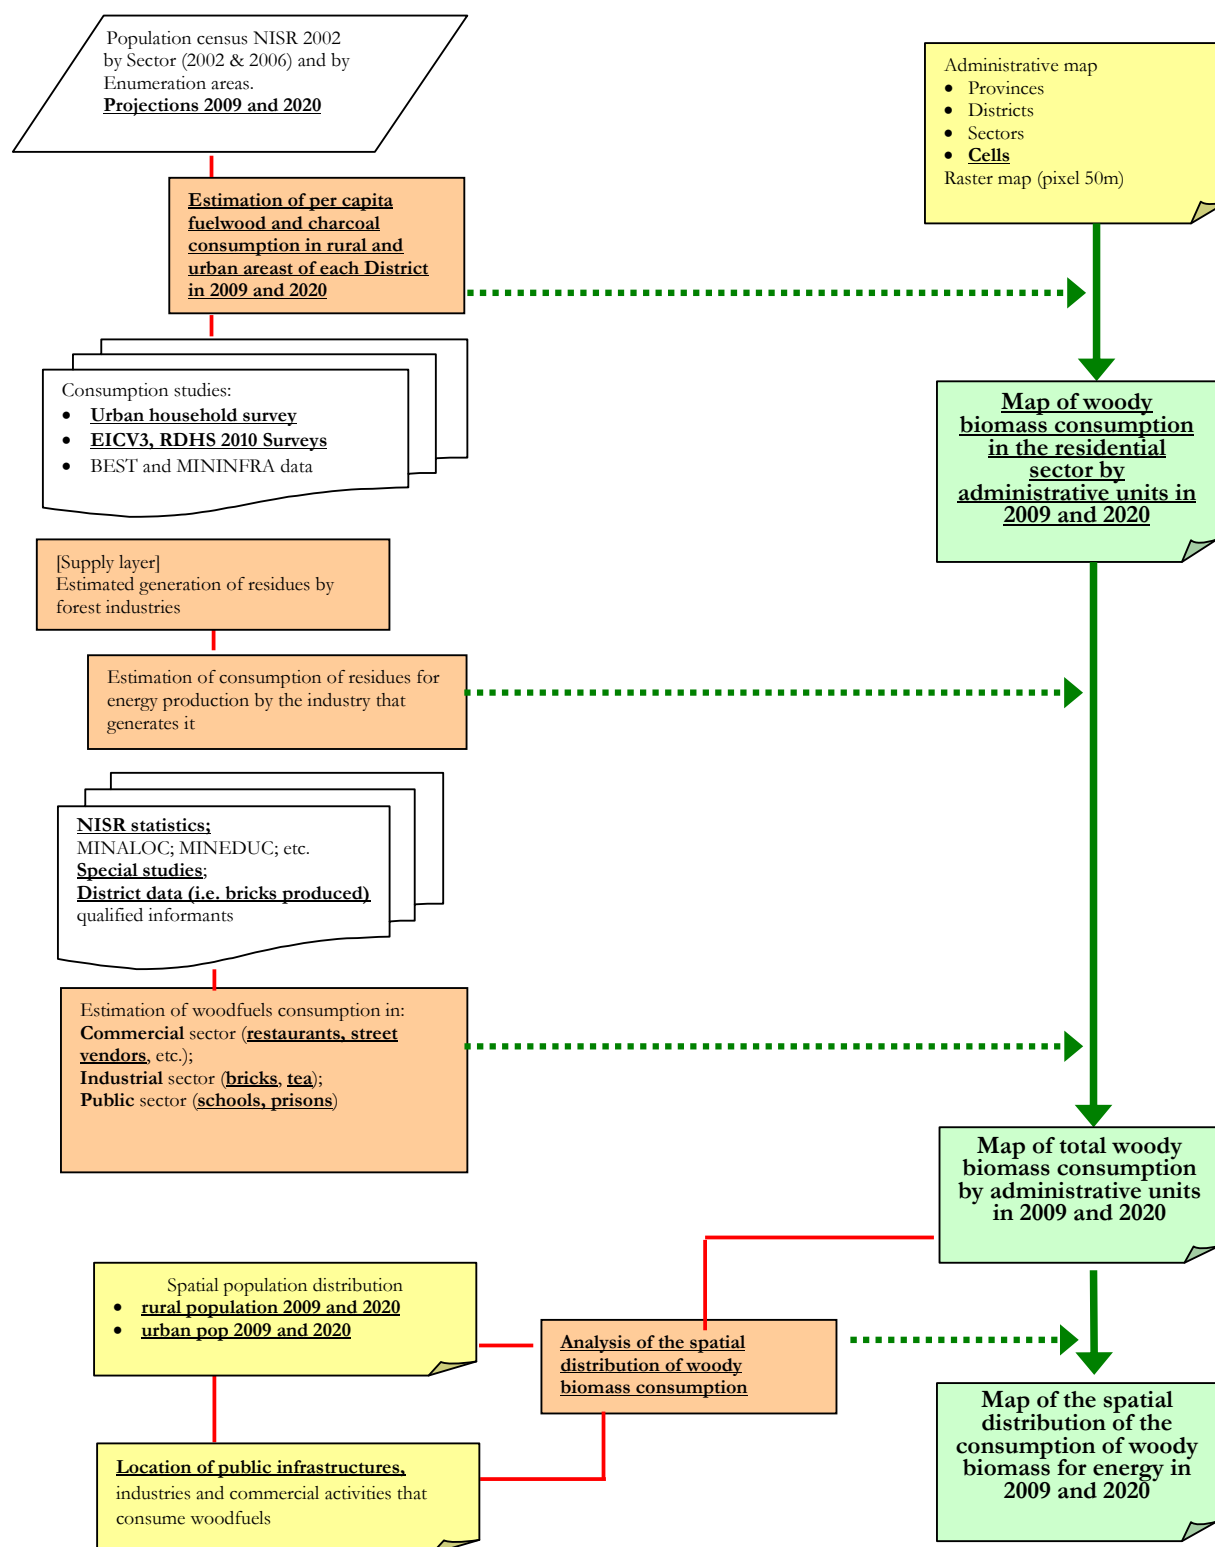 Population census NISR 2002
by Sector (2002 & 2006) and by
Enumeration areas.
Projections 2009 and 2020
Administrative map
• Provinces
• Districts
• Sectors
• Cells
Raster map (pixel 50m)
Estimation of per capita
fuelwood and charcoal
consumption in rural and
urban areast of each District
in 2009 and 2020
Consumption studies:
• Urban household survey
• EICV3, RDHS 2010 Surveys
• BEST and MININFRA data
Map of woody
biomass consumption
in the residential
sector by
administrative units in
2009 and 2020
[Supply layer]
Estimated generation of residues by
forest industries
Estimation of consumption of residues for
energy production by the industry that
generates it
NISR statistics;
MINALOC; MINEDUC; etc.
Special studies;
District data (i.e. bricks produced)
qualified informants
Estimation of woodfuels consumption in:
Commercial sector (restaurants, street
vendors, etc.);
Industrial sector (bricks, tea);
Public sector (schools, prisons)
Map of total woody
biomass consumption
by administrative units
in 2009 and 2020
Spatial population distribution
• rural population 2009 and 2020
• urban pop 2009 and 2020
Analysis of the spatial
distribution of woody
biomass consumption
Map of the spatial
distribution of the
consumption of woody
biomass for energy in
2009 and 2020
Location of public infrastructures,
industries and commercial activities that
consume woodfuels